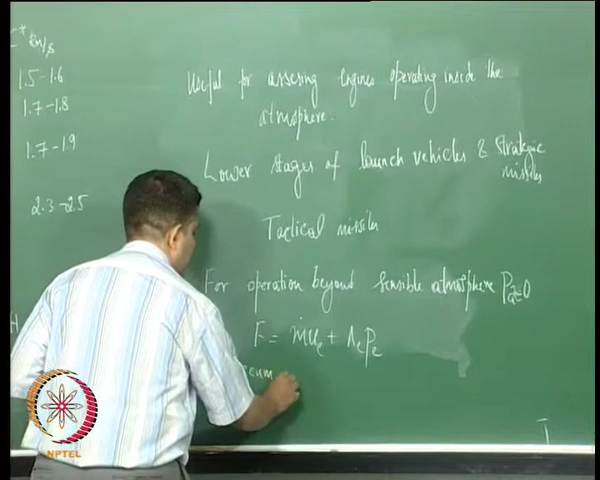 C* km/s
1.5-1.6
1.7-1.8
1.7-1.9
2.3-2.5
Useful for assessing engines operating inside the
atmosphere.
Lower stages of launch vehicles & strategic
missiles
Tactical missiles
For operation beyond sensible atmosphere Pa=0
F = ṁue + Aepe
NPTEL